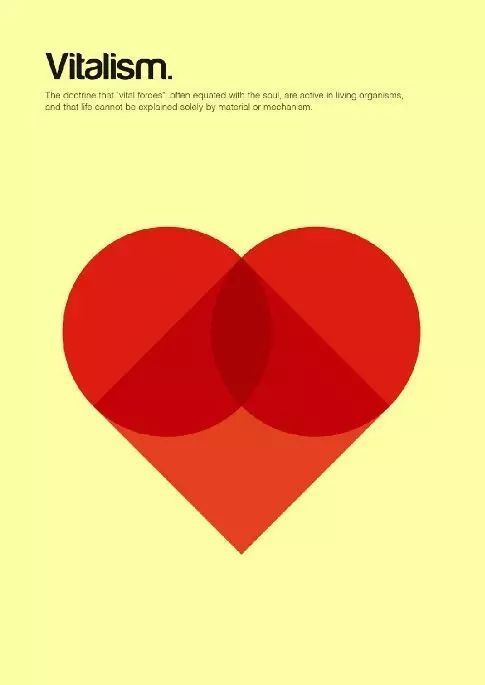 Vitalism.
The doctrine that "vital forces", often equated with the soul, are active in living organisms,
and that life cannot be explained solely by material or mechanism.